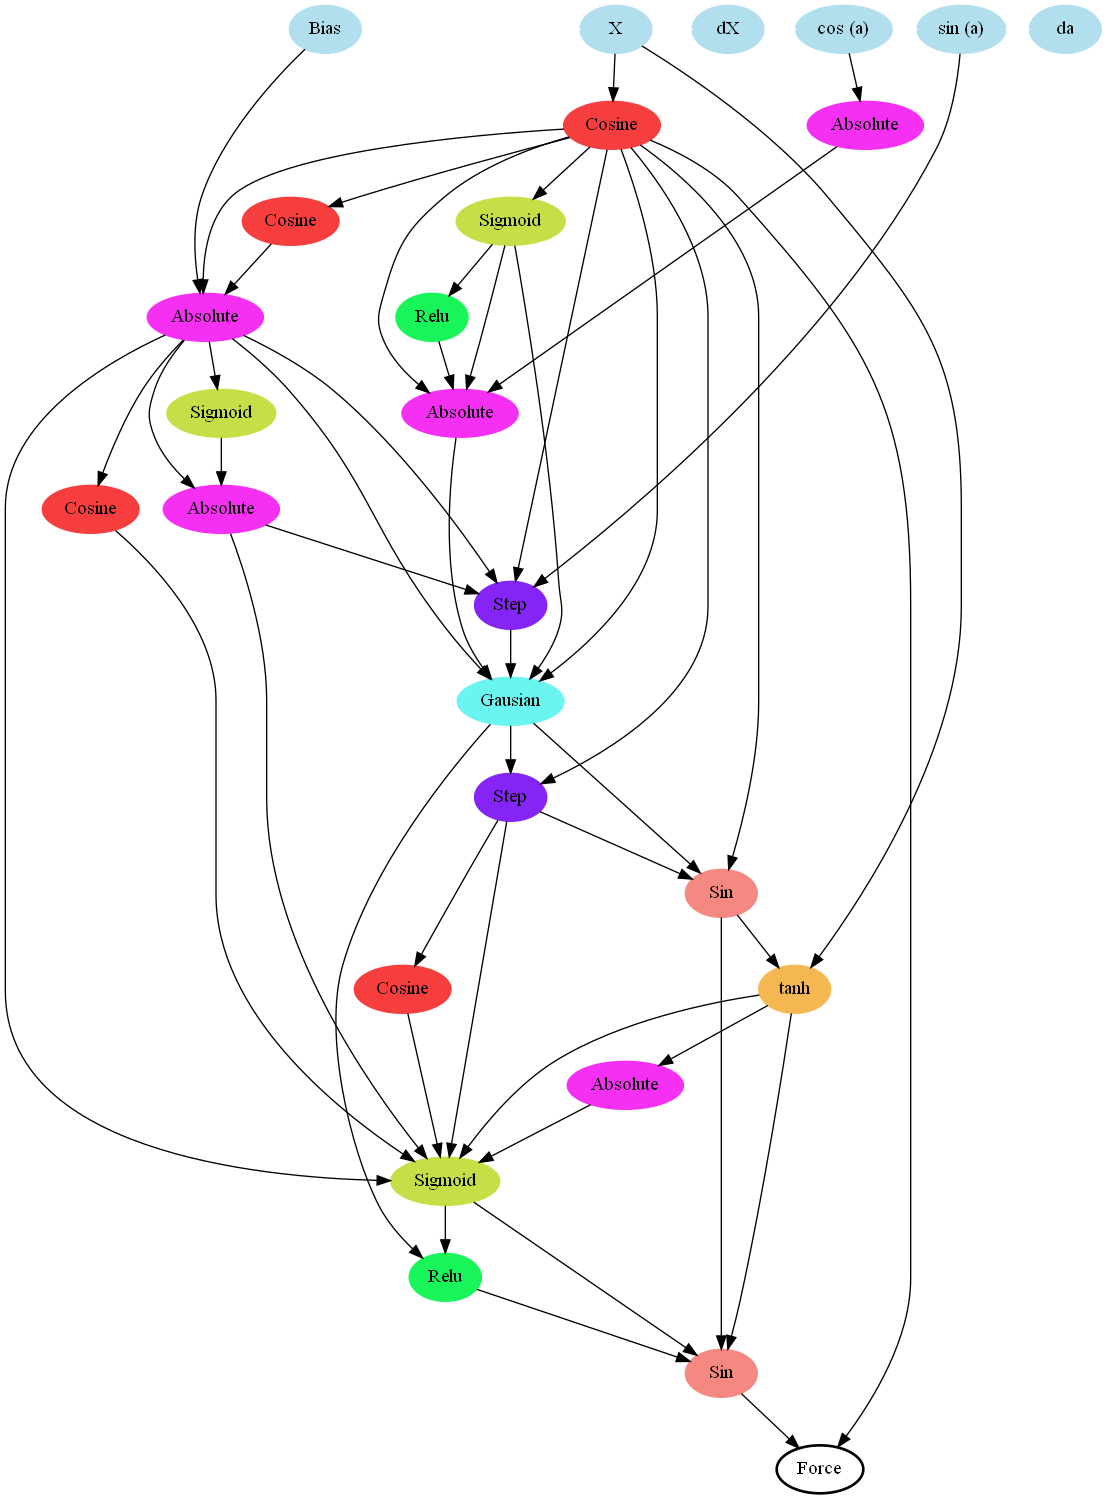 Bias
X
dX
cos (a)
sin (a)
da
Cosine
Absolute
Cosine
Sigmoid
Absolute
Relu
Sigmoid
Absolute
Cosine
Absolute
Step
Gausian
Step
Sin
Cosine
tanh
Absolute
Sigmoid
Relu
Sin
Force